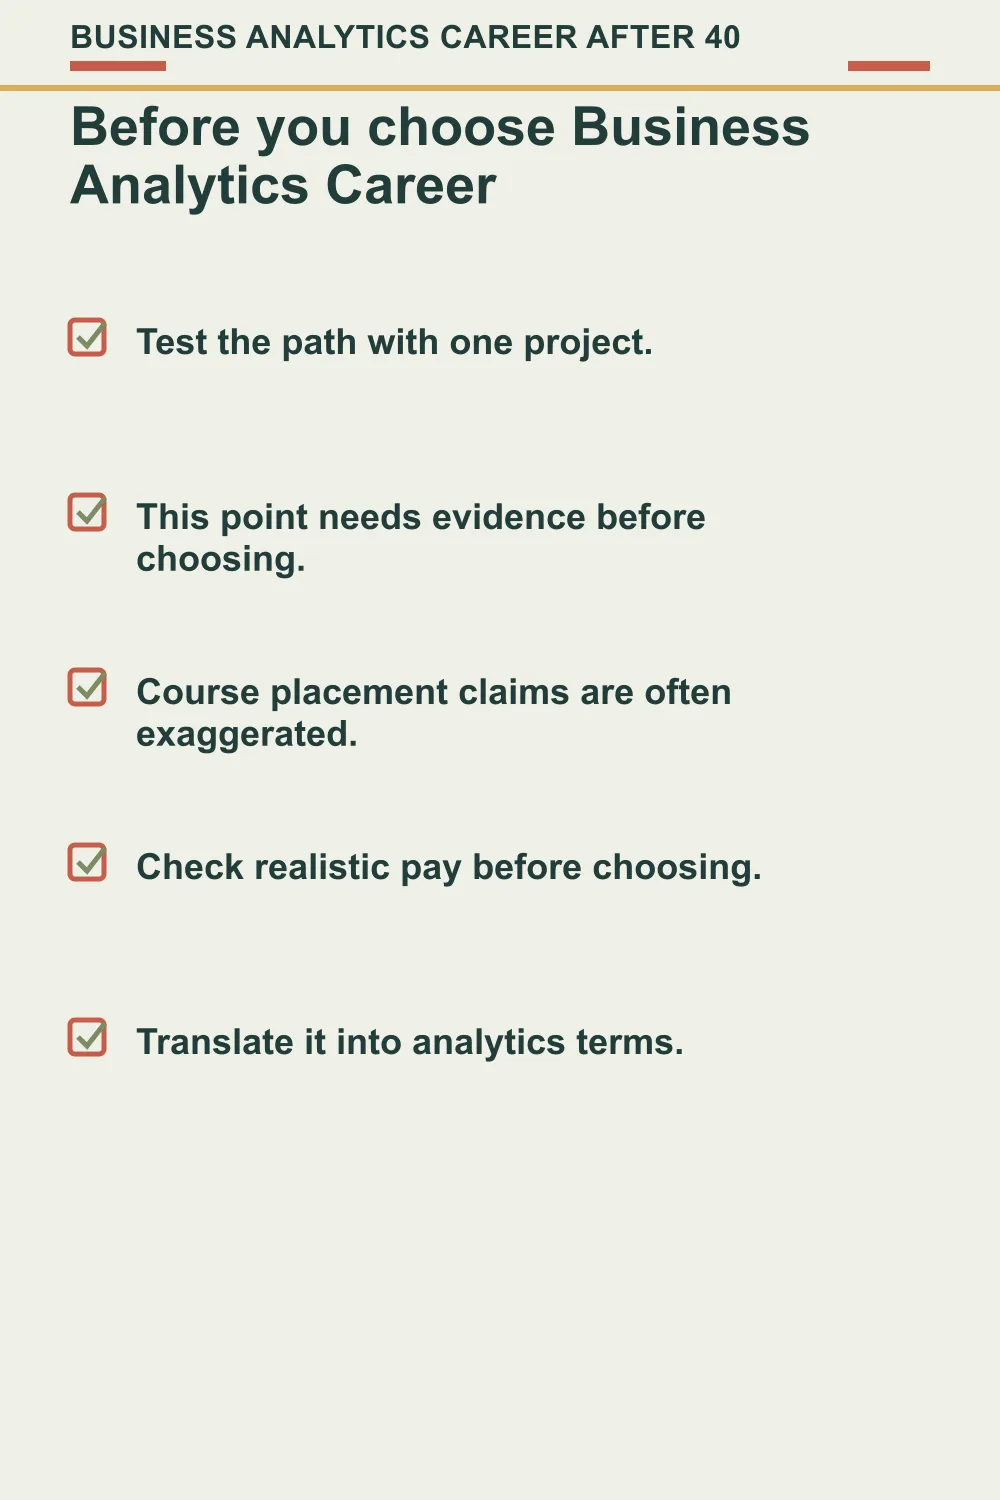 BUSINESS ANALYTICS CAREER AFTER 40
Before you choose Business
Analytics Career
Test the path with one project.
This point needs evidence before
choosing.
Course placement claims are often
exaggerated.
Check realistic pay before choosing.
Translate it into analytics terms.